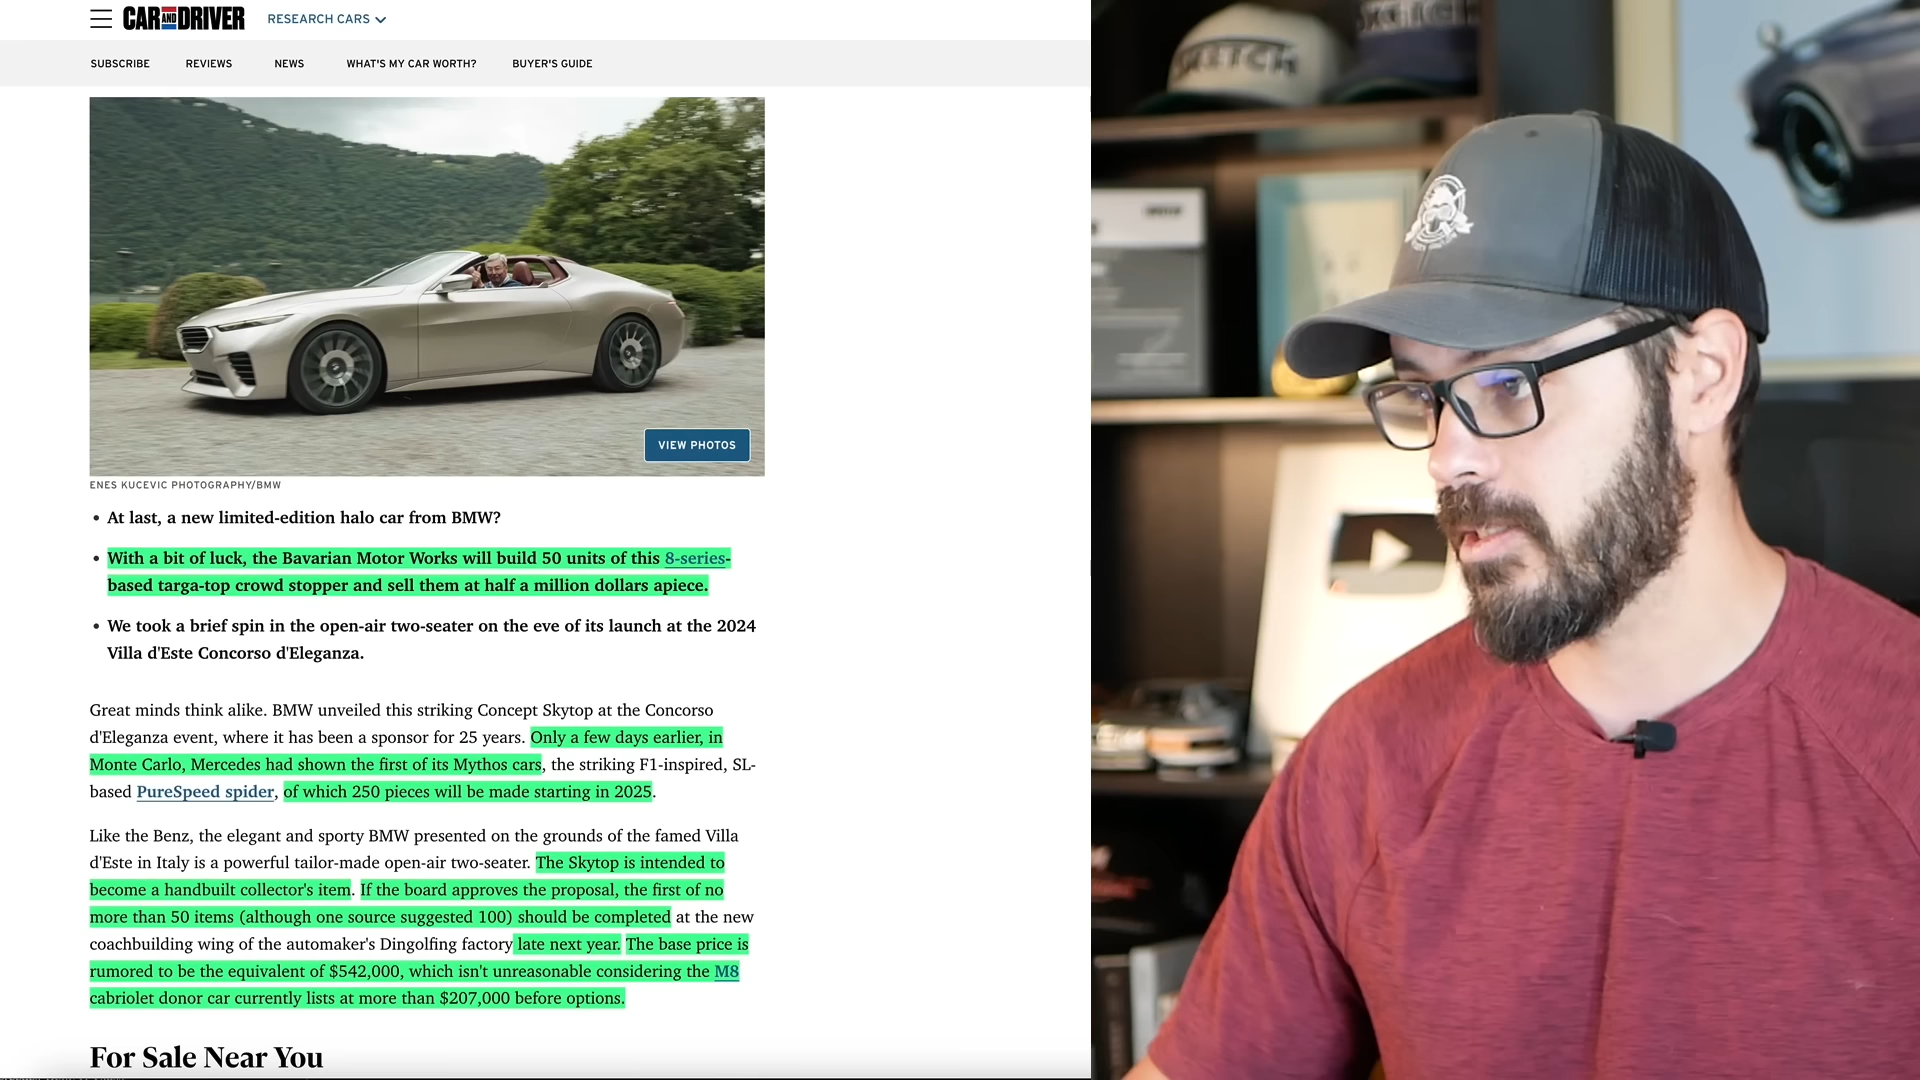 CAR AND DRIVER
RESEARCH CARS
SUBSCRIBE
REVIEWS
NEWS
WHAT'S MY CAR WORTH?
BUYER'S GUIDE
VIEW PHOTOS
ENES KUCEVIC PHOTOGRAPHY/BMW
• At last, a new limited-edition halo car from BMW?
• With a bit of luck, the Bavarian Motor Works will build 50 units of this 8-series-
based targa-top crowd stopper and sell them at half a million dollars apiece.
• We took a brief spin in the open-air two-seater on the eve of its launch at the 2024
Villa d'Este Concorso d'Eleganza.
Great minds think alike. BMW unveiled this striking Concept Skytop at the Concorso
d'Eleganza event, where it has been a sponsor for 25 years. Only a few days earlier, in
Monte Carlo, Mercedes had shown the first of its Mythos cars, the striking F1-inspired, SL-
based PureSpeed spider, of which 250 pieces will be made starting in 2025.
Like the Benz, the elegant and sporty BMW presented on the grounds of the famed Villa
d'Este in Italy is a powerful tailor-made open-air two-seater. The Skytop is intended to
become a handbuilt collector's item. If the board approves the proposal, the first of no
more than 50 items (although one source suggested 100) should be completed at the new
coachbuilding wing of the automaker's Dingolfing factory late next year. The base price is
rumored to be the equivalent of $542,000, which isn't unreasonable considering the M8
cabriolet donor car currently lists at more than $207,000 before options.
For Sale Near You
SKETCH
SKETCH